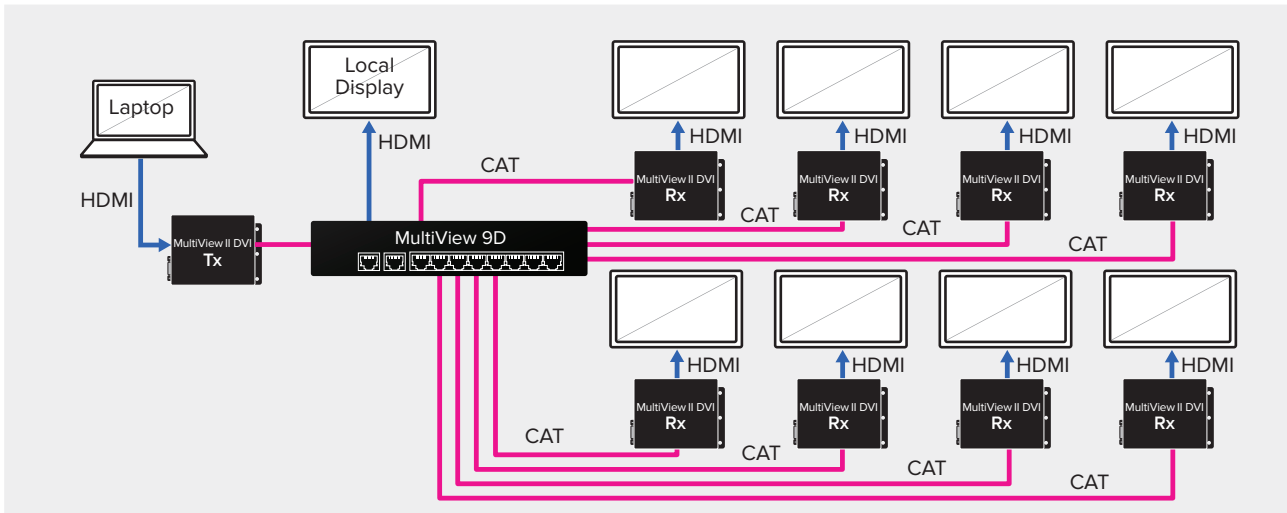 Local
Display
Laptop
HDMI
HDMI
HDMI
HDMI
HDMI
HDMI
CAT
MultiView II DVI
Rx
MultiView II DVI
Rx
MultiView II DVI
Rx
MultiView II DVI
Rx
MultiView II DVI
Tx
MultiView 9D
CAT
CAT
CAT
HDMI
HDMI
HDMI
HDMI
MultiView II DVI
Rx
MultiView II DVI
Rx
MultiView II DVI
Rx
MultiView II DVI
Rx
CAT
CAT
CAT
CAT